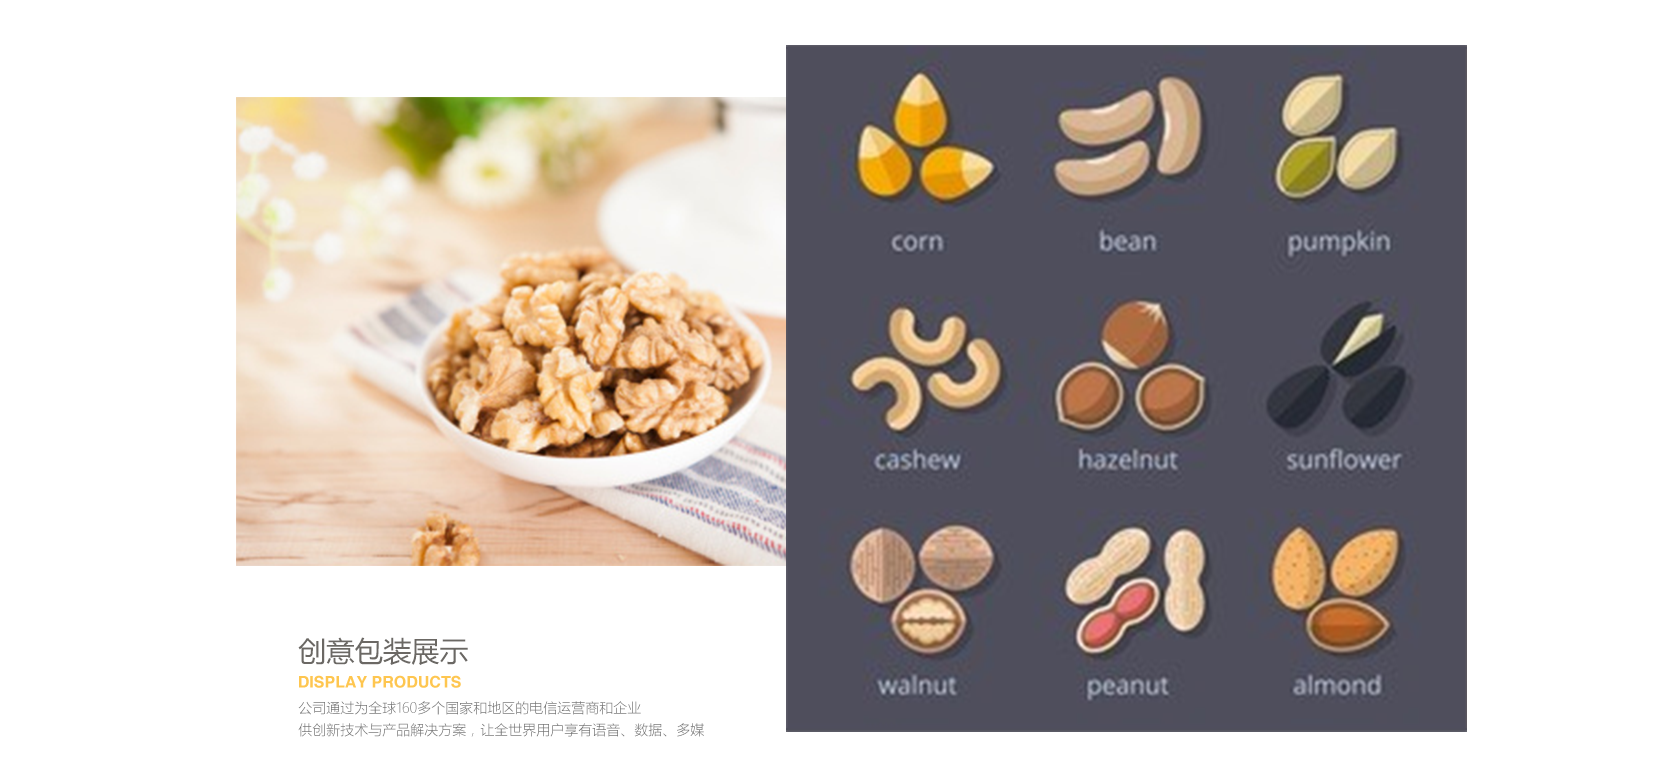 corn
bean
pumpkin
cashew
hazelnut
sunflower
walnut
peanut
almond
创意包装展示
DISPLAY PRODUCTS
公司通过为全球160多个国家和地区的电信运营商和企业
供创新技术与产品解决方案，让全世界用户享有语音、数据、多媒